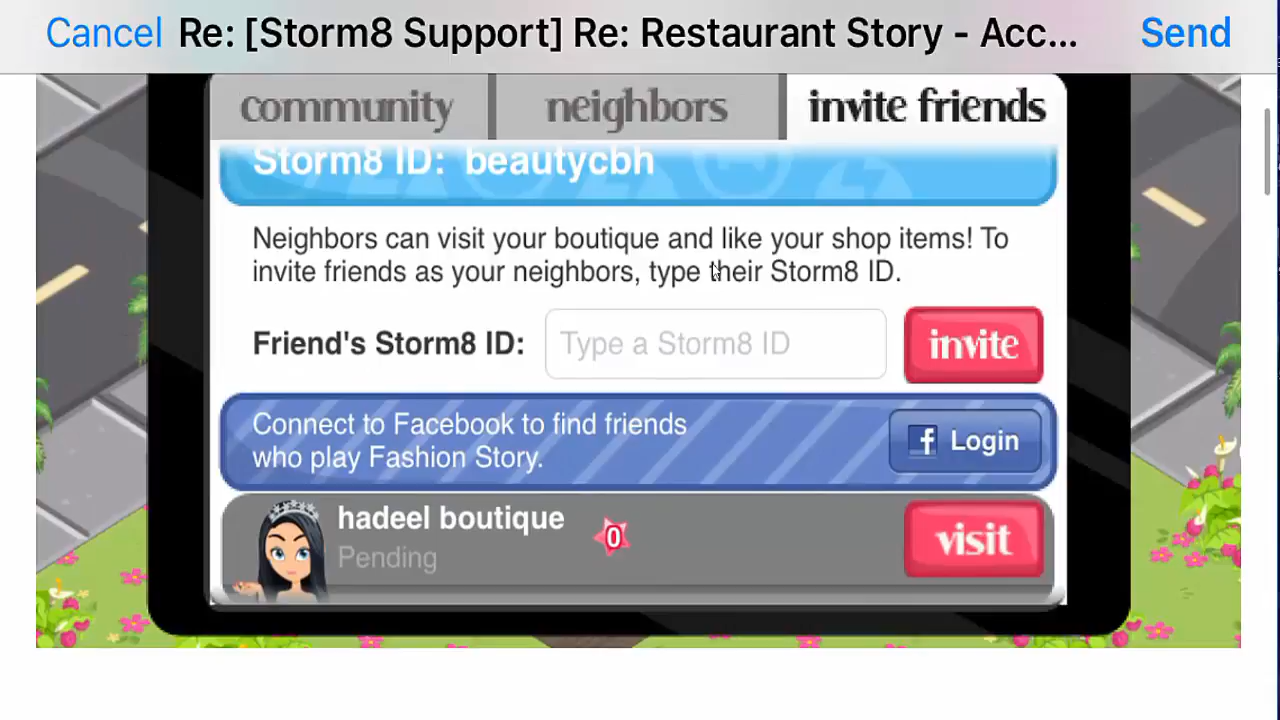 Cancel Re: [Storm8 Support] Re: Restaurant Story - Acc... Send
community neighbors invite friends
Storm8 ID: beautycbh
Neighbors can visit your boutique and like your shop items! To
invite friends as your neighbors, type their Storm8 ID.
Friend's Storm8 ID: Type a Storm8 ID invite
Connect to Facebook to find friends
who play Fashion Story.
f Login
hadeel boutique
0
Pending
visit